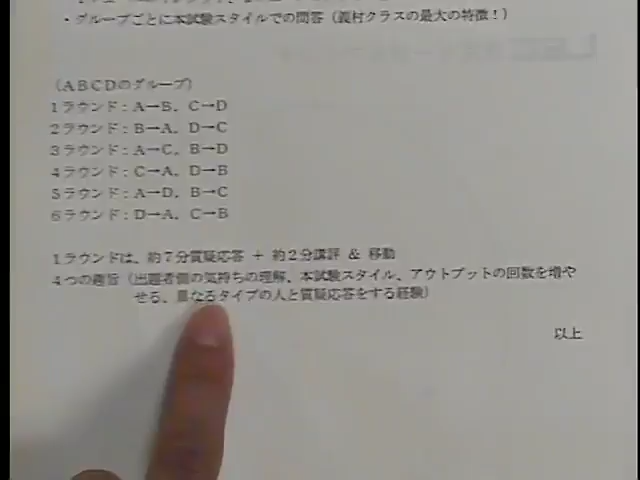 ・グループごとに本試験スタイルでの問答（義村クラスの最大の特徴！）
（ＡＢＣＤのグループ）
１ラウンド：Ａ→Ｂ、Ｃ→Ｄ
２ラウンド：Ｂ→Ａ、Ｄ→Ｃ
３ラウンド：Ａ→Ｃ、Ｂ→Ｄ
４ラウンド：Ｃ→Ａ、Ｄ→Ｂ
５ラウンド：Ａ→Ｄ、Ｂ→Ｃ
６ラウンド：Ｄ→Ａ、Ｃ→Ｂ
１ラウンドは、約７分質疑応答 ＋ 約２分講評 ＆ 移動
４つの趣旨（出題者側の気持ちの理解、本試験スタイル、アウトプットの回数を増や
せる、異なるタイプの人と質疑応答をする経験）
以上